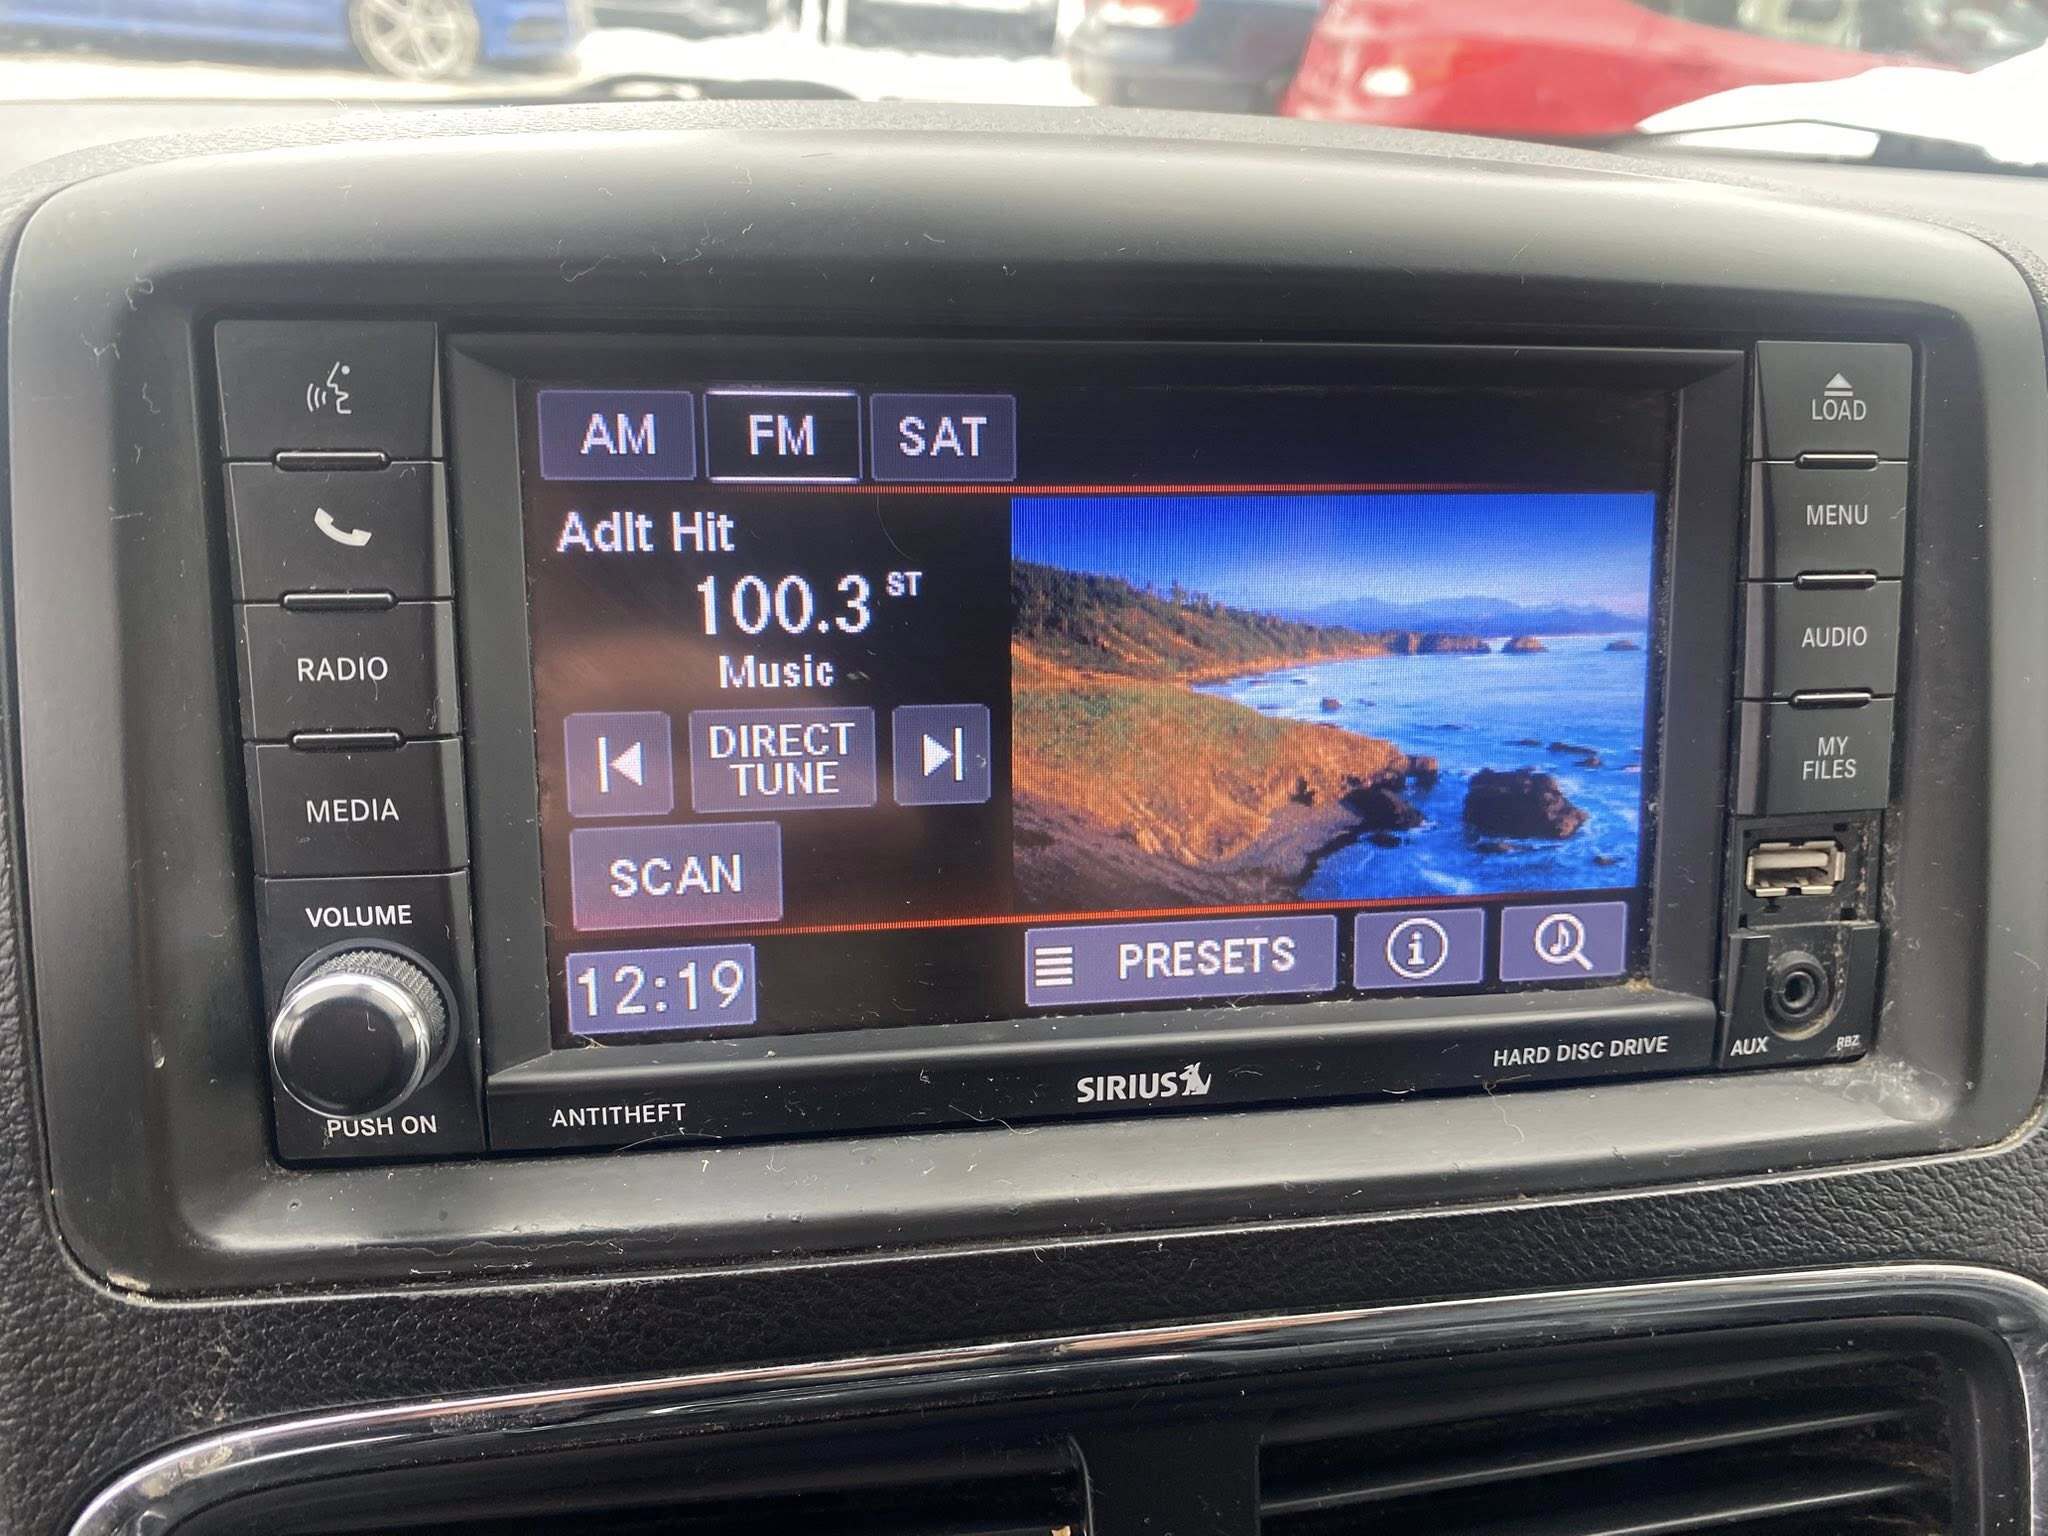 AM FM SAT
Adlt Hit
100.3 ST
Music
DIRECT
TUNE
SCAN
12:19
PRESETS
RADIO
MEDIA
VOLUME
PUSH ON
LOAD
MENU
AUDIO
MY
FILES
AUX
RBZ
ANTITHEFT
SIRIUS
HARD DISC DRIVE